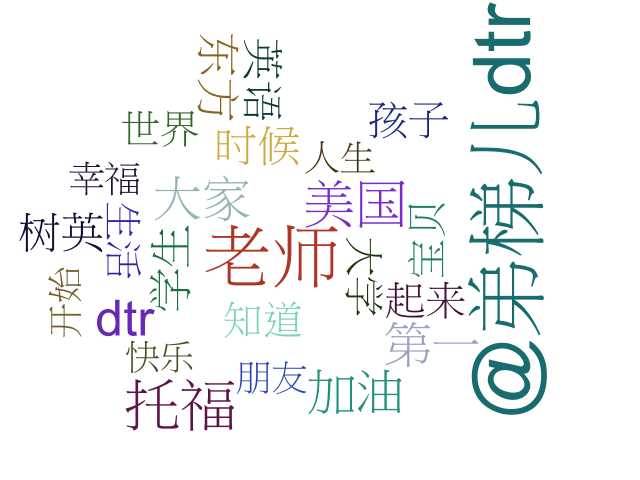 东方
英语
世界
时候
孩子
人生
幸福
大家
美国
@弟梯儿dtr
树英
生活
学生
老师
大学
宝贝
起来
开始
dtr
知道
第一
快乐
朋友
加油
托福